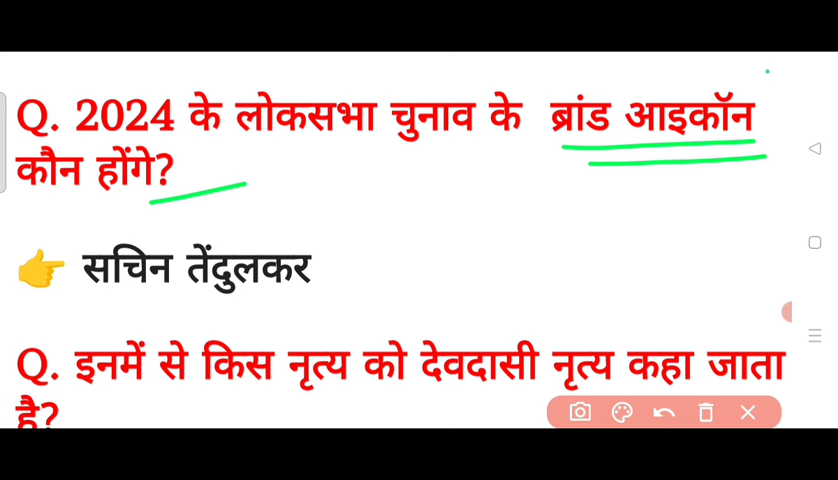 Q. 2024 के लोकसभा चुनाव के ब्रांड आइकॉन
कौन होंगे?
👉 सचिन तेंदुलकर
Q. इनमें से किस नृत्य को देवदासी नृत्य कहा जाता
है?